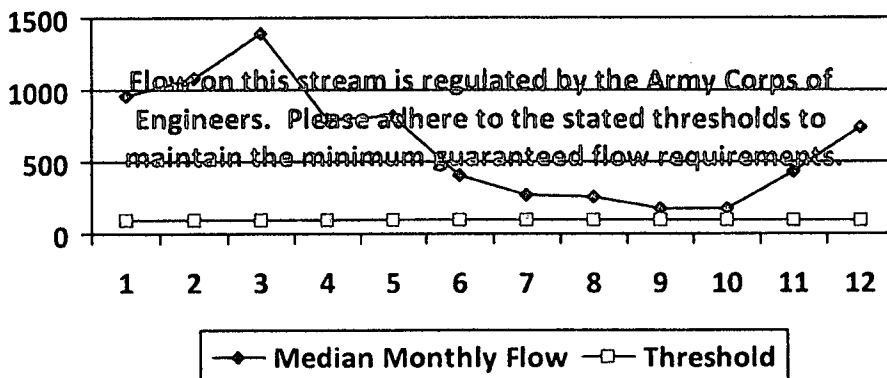 1500
1000
500
0
Flow on this stream is regulated by the Army Corps of
Engineers. Please adhere to the stated thresholds to
maintain the minimum guaranteed flow requirements.
1 2 3 4 5 6 7 8 9 10 11 12
Median Monthly Flow Threshold